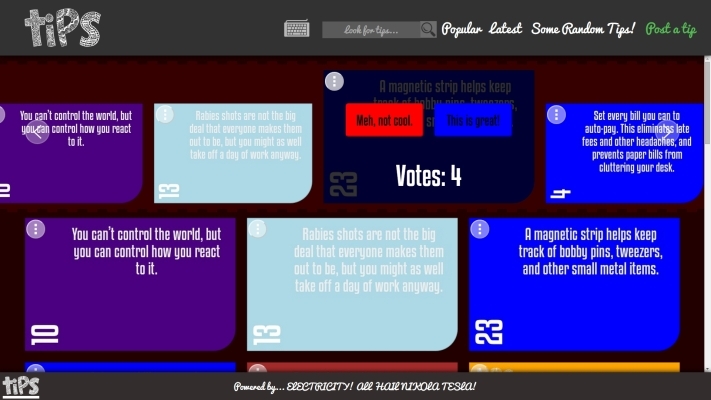 tiPS
Look for tips...
Popular Latest Some Random Tips! Post a tip
You can't control the world, but
you can control how you react
to it.
10
Rabies shots are not the big
deal that everyone makes them
out to be, but you might as well
take off a day of work anyway.
13
A magnetic strip helps keep
track of bobby pins, tweezers,
Meh, not cool.
This is great!
Votes: 4
23
Set every bill you can to
auto-pay. This eliminates late
fees and other headaches, and
prevents paper bills from
cluttering your desk.
4
You can't control the world, but
you can control how you react
to it.
10
Rabies shots are not the big
deal that everyone makes them
out to be, but you might as well
take off a day of work anyway.
13
A magnetic strip helps keep
track of bobby pins, tweezers,
and other small metal items.
23
tiPS
Powered by... ELECTRICITY! ALL HAIL NIKOLA TESLA!